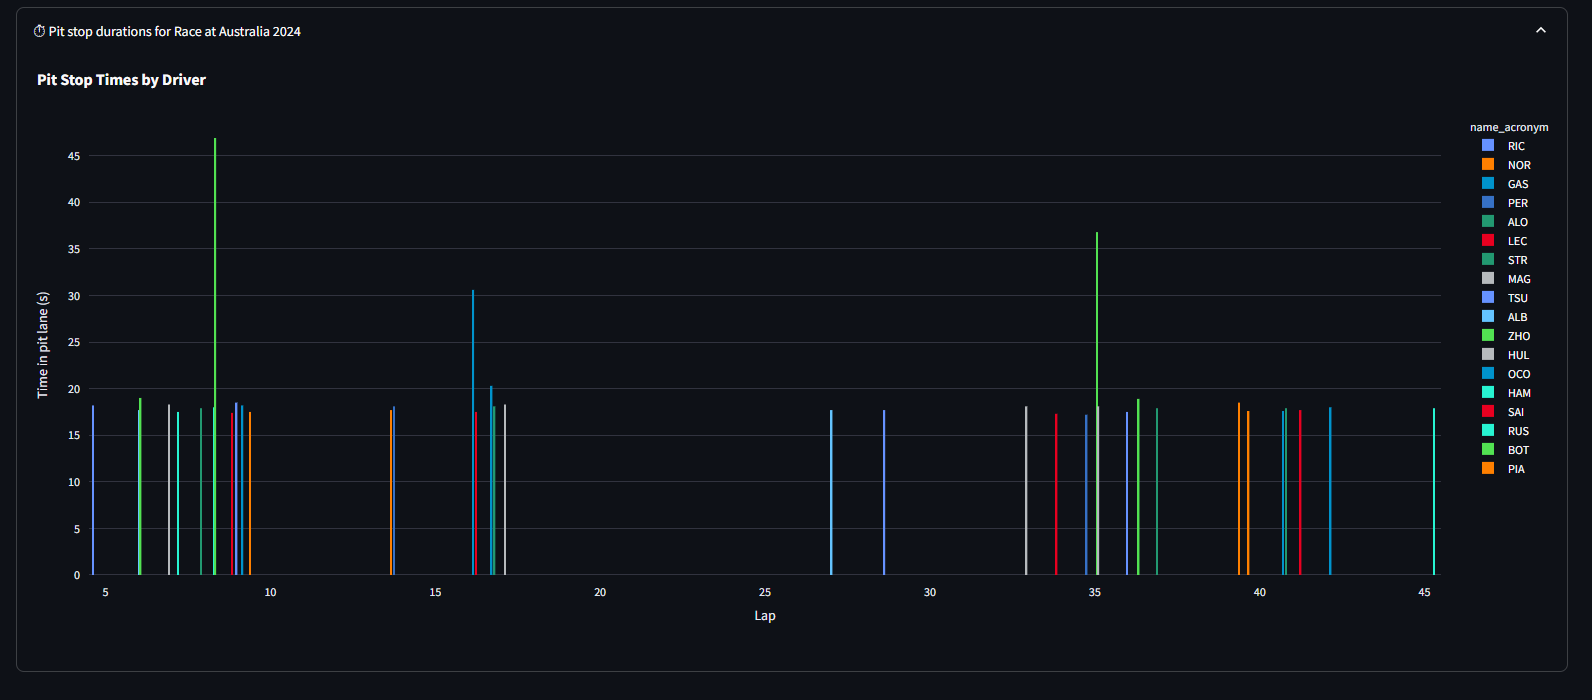 ⏱ Pit stop durations for Race at Australia 2024
Pit Stop Times by Driver
name_acronym
RIC
NOR
GAS
PER
ALO
LEC
STR
MAG
TSU
ALB
ZHO
HUL
OCO
HAM
SAI
RUS
BOT
PIA
Time in pit lane (s)
45
40
35
30
25
20
15
10
5
0
5 10 15 20 25 30 35 40 45
Lap